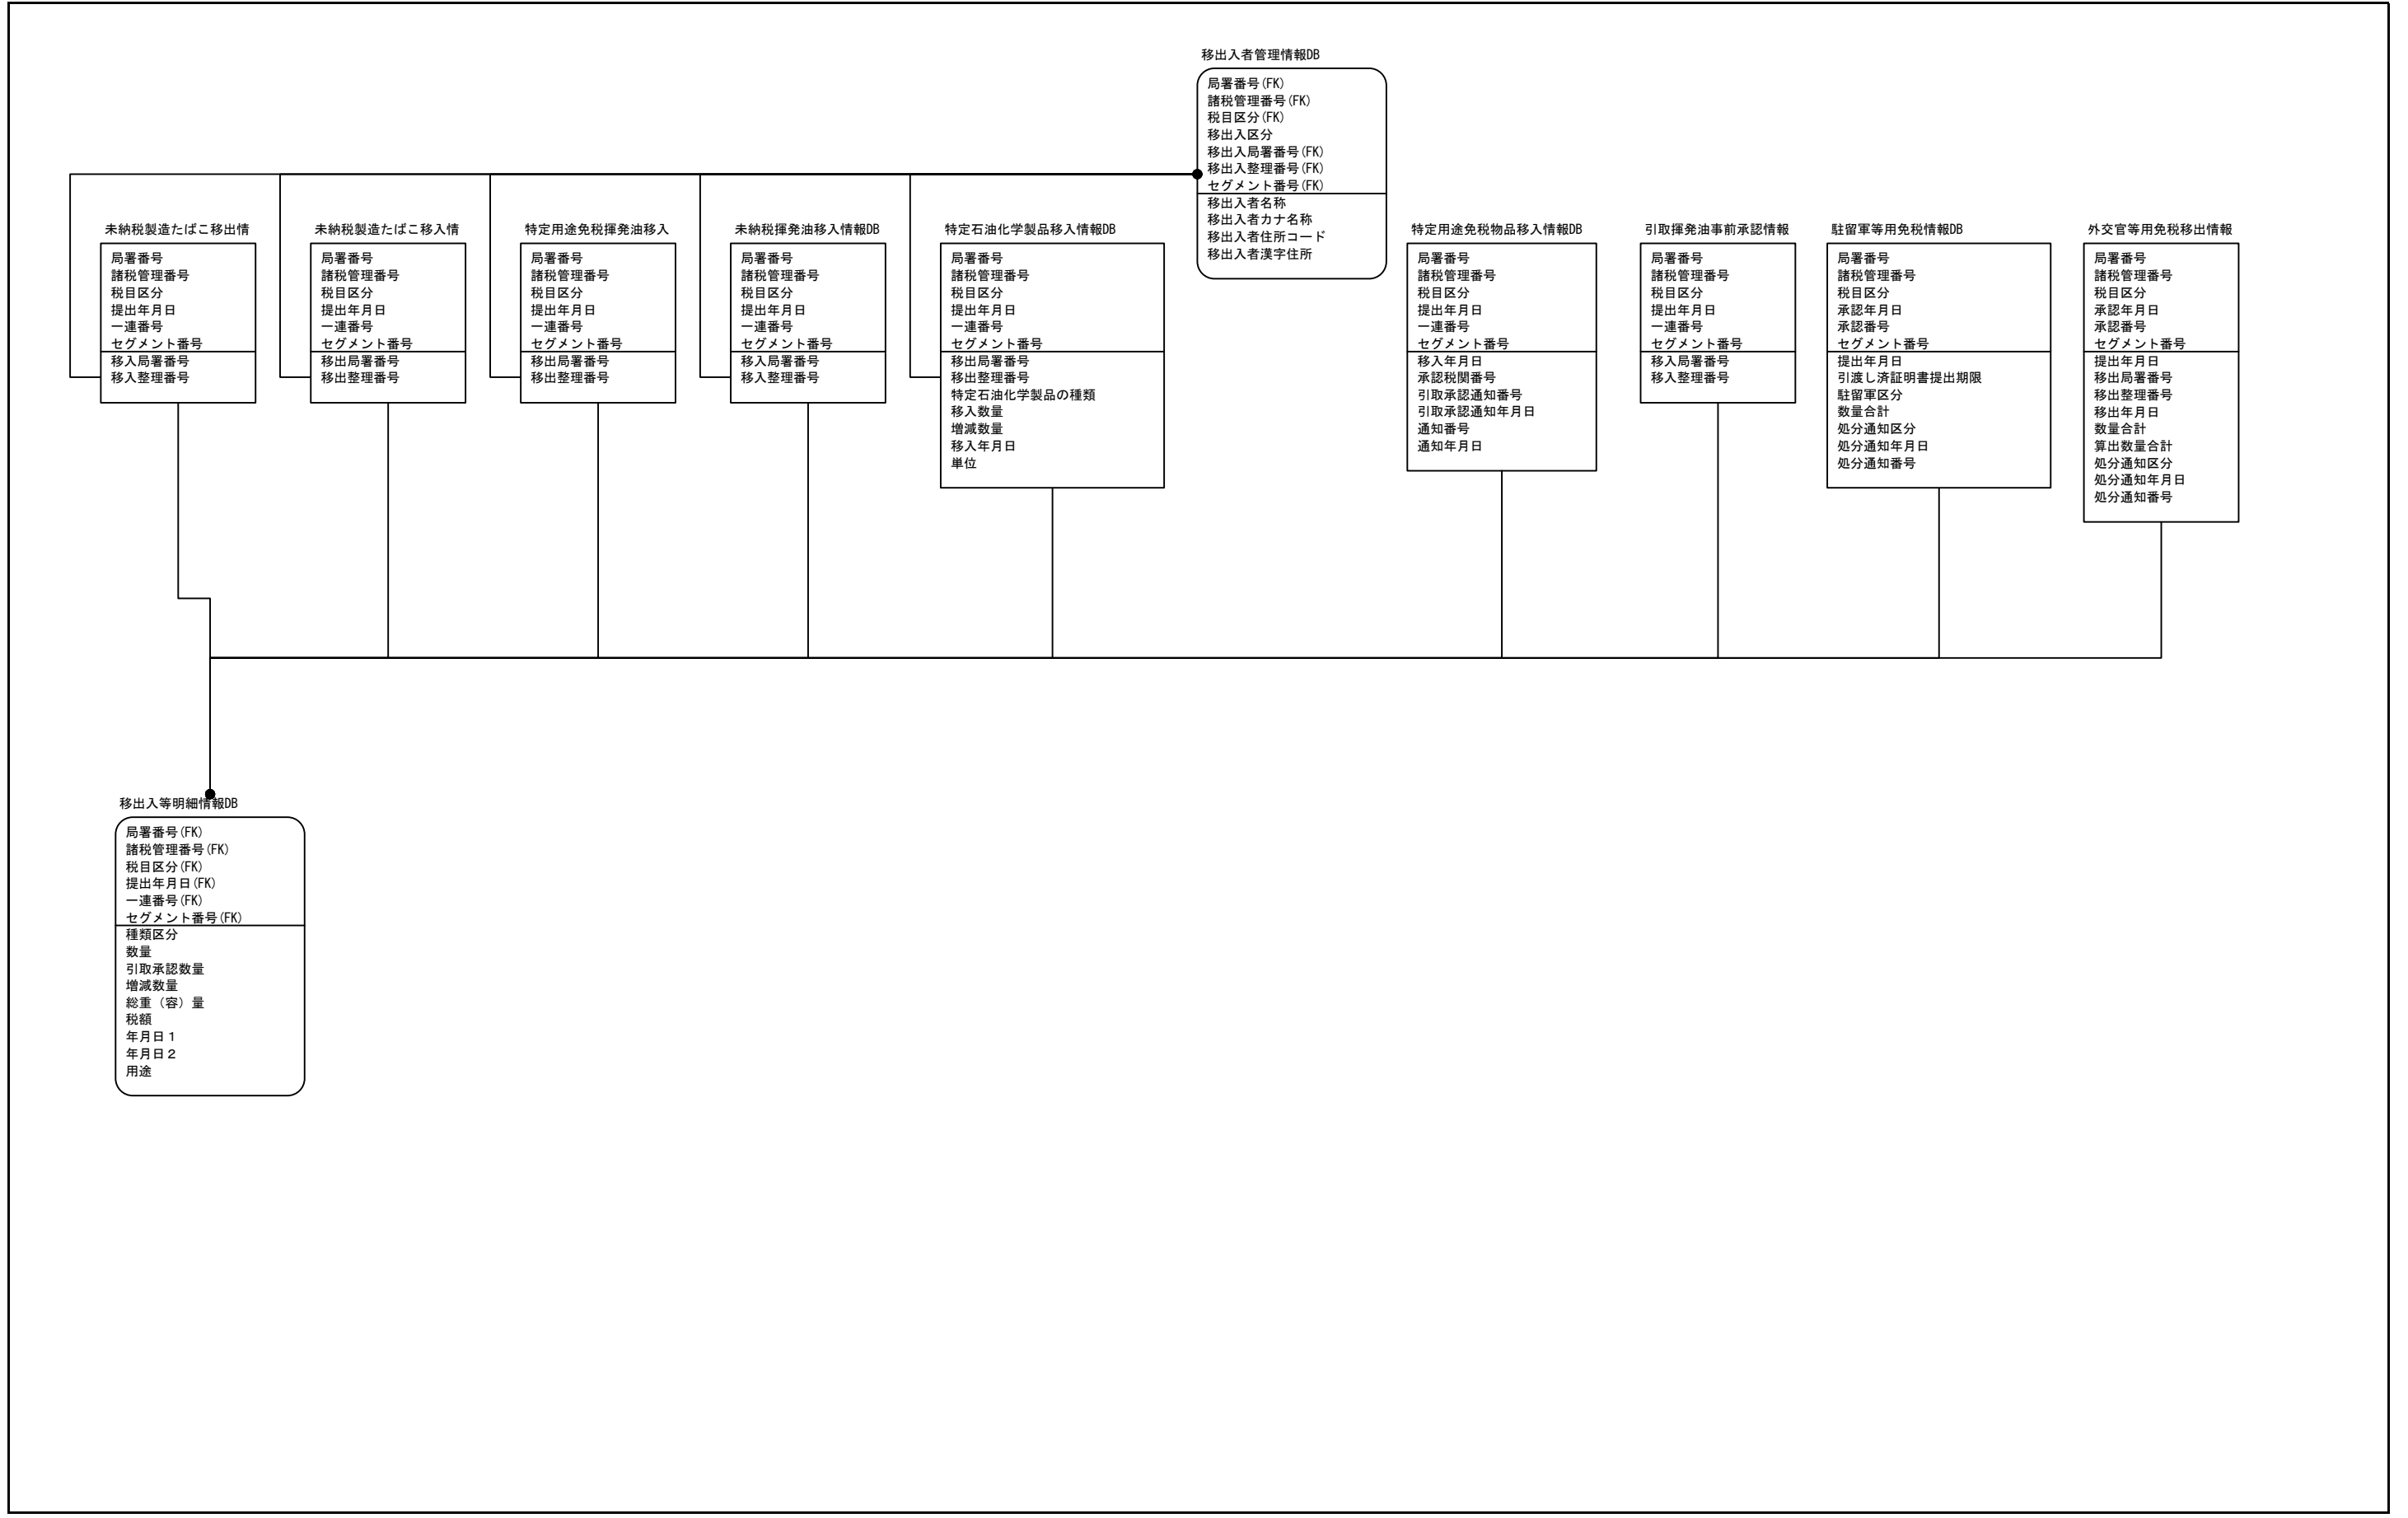 移出入者管理情報DB
局署番号(FK)
諸税管理番号(FK)
税目区分(FK)
移出入区分
移出入局署番号(FK)
移出入整理番号(FK)
セグメント番号(FK)
移出入者名称
移出入者カナ名称
移出入者住所コード
移出入者漢字住所
未納税製造たばこ移出情
局署番号
諸税管理番号
税目区分
提出年月日
一連番号
セグメント番号
移入局署番号
移入整理番号
未納税製造たばこ移入情
局署番号
諸税管理番号
税目区分
提出年月日
一連番号
セグメント番号
移出局署番号
移出整理番号
特定用途免税揮発油移入
局署番号
諸税管理番号
税目区分
提出年月日
一連番号
セグメント番号
移出局署番号
移出整理番号
未納税揮発油移入情報DB
局署番号
諸税管理番号
税目区分
提出年月日
一連番号
セグメント番号
移入局署番号
移入整理番号
特定石油化学製品移入情報DB
局署番号
諸税管理番号
税目区分
提出年月日
一連番号
セグメント番号
移出局署番号
移出整理番号
特定石油化学製品の種類
移入数量
増減数量
移入年月日
単位
特定用途免税物品移入情報DB
局署番号
諸税管理番号
税目区分
提出年月日
一連番号
セグメント番号
移入年月日
承認税関番号
引取承認通知番号
引取承認通知年月日
通知番号
通知年月日
引取揮発油事前承認情報
局署番号
諸税管理番号
税目区分
提出年月日
一連番号
セグメント番号
移入局署番号
移入整理番号
駐留軍等用免税情報DB
局署番号
諸税管理番号
税目区分
承認年月日
承認番号
セグメント番号
提出年月日
引渡し済証明書提出期限
駐留軍区分
数量合計
処分通知区分
処分通知年月日
処分通知番号
外交官等用免税移出情報
局署番号
諸税管理番号
税目区分
承認年月日
承認番号
セグメント番号
提出年月日
移出局署番号
移出整理番号
移出年月日
数量合計
算出数量合計
処分通知区分
処分通知年月日
処分通知番号
移出入等明細情報DB
局署番号(FK)
諸税管理番号(FK)
税目区分(FK)
提出年月日(FK)
一連番号(FK)
セグメント番号(FK)
種類区分
数量
引取承認数量
増減数量
総重（容）量
税額
年月日１
年月日２
用途